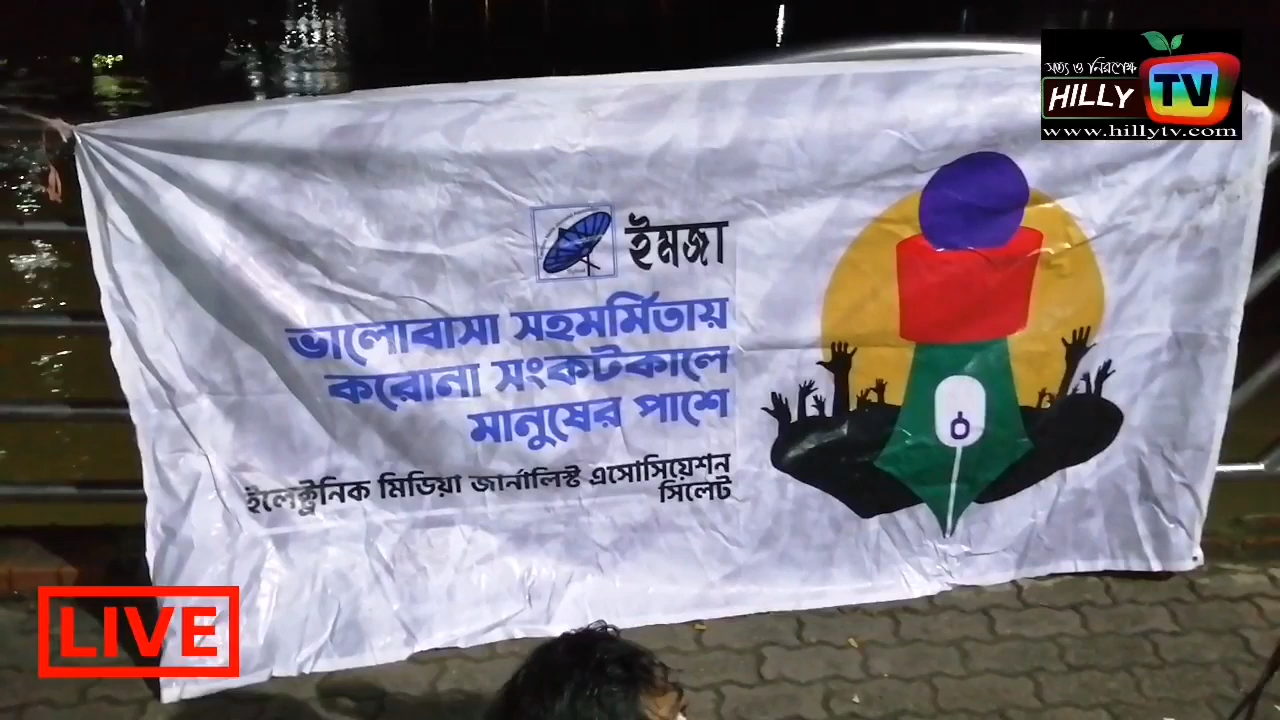 সত্য ও নিরপেক্ষ
HILLY TV
www.hillytv.com
ইমজা
ভালোবাসা সহমর্মিতায়
করোনা সংকটকালে
মানুষের পাশে
ইলেক্ট্রনিক মিডিয়া জার্নালিস্ট এসোসিয়েশন
সিলেট
LIVE